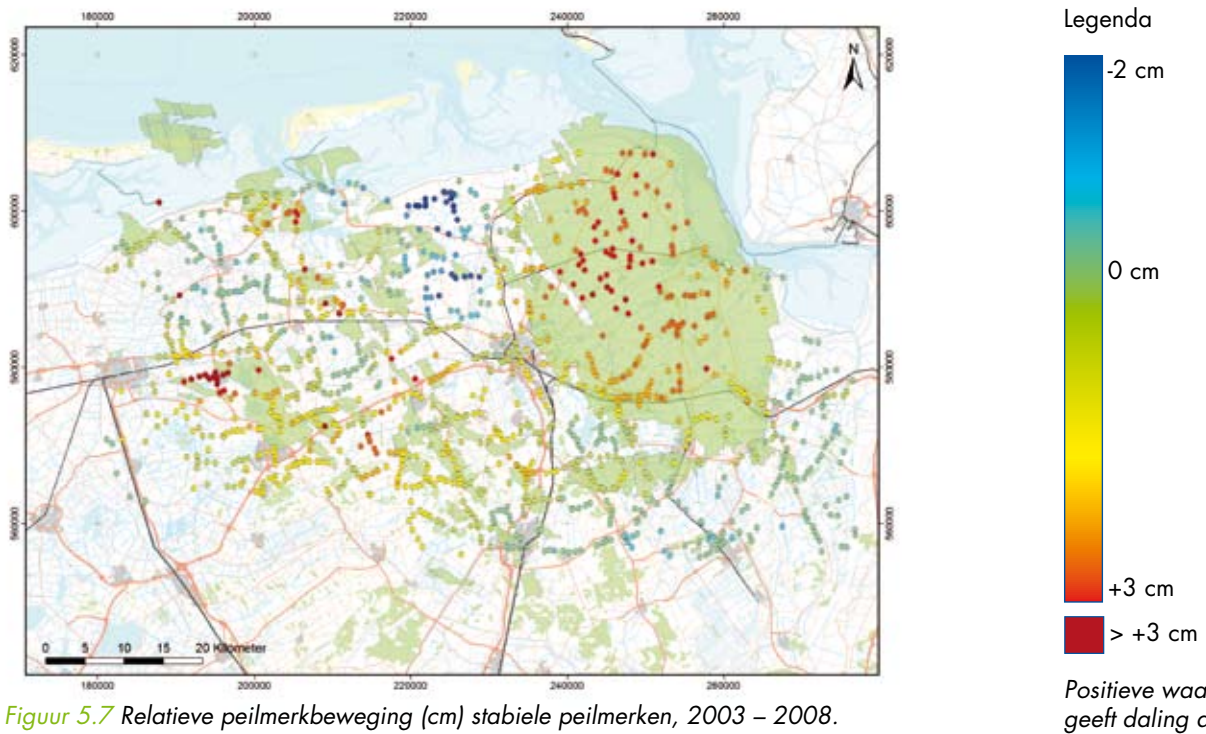 180000 200000 220000 240000 260000
Legenda
-2 cm
0 cm
+3 cm
> +3 cm
N
620000 620000
600000 600000
580000 580000
560000 560000
0 5 10 15 20 Kilometer
180000 200000 220000 240000 260000
Figuur 5.7 Relatieve peilmerkbeweging (cm) stabiele peilmerken, 2003 – 2008.
Positieve waa
geeft daling a